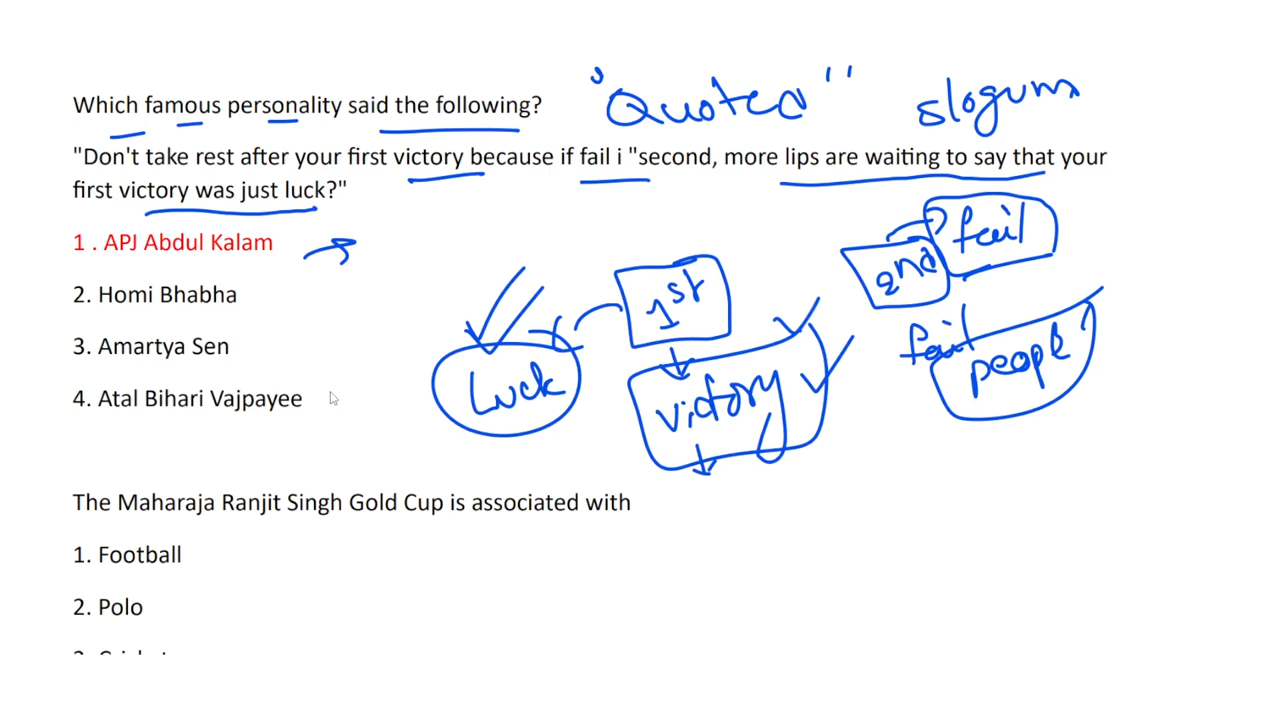 Which famous personality said the following? "Quoted" slogums
"Don't take rest after your first victory because if fail i "second, more lips are waiting to say that your
first victory was just luck?"
1 . APJ Abdul Kalam
2nd fail
2. Homi Bhabha
1st
3. Amartya Sen
fail people
4. Atal Bihari Vajpayee
Luck victory
The Maharaja Ranjit Singh Gold Cup is associated with
1. Football
2. Polo